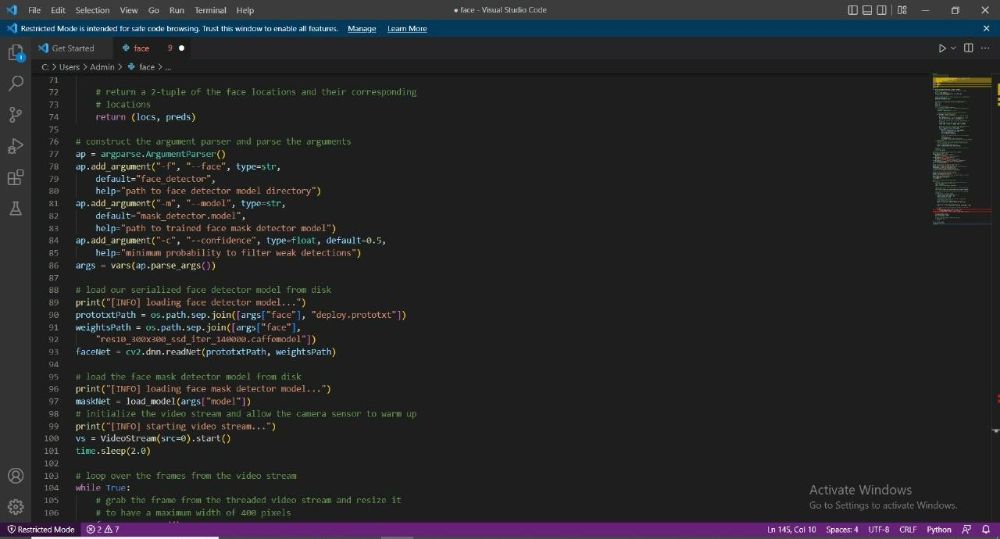 File Edit Selection View Go Run Terminal Help
● face - Visual Studio Code
Restricted Mode is intended for safe code browsing. Trust this window to enable all features. Manage Learn More
1
Get Started
face 9 ●
C: > Users > Admin > face > ...
71
72 # return a 2-tuple of the face locations and their corresponding
73 # locations
74 return (locs, preds)
75
76 # construct the argument parser and parse the arguments
77 ap = argparse.ArgumentParser()
78 ap.add_argument("-f", "--face", type=str,
79 default="face_detector",
80 help="path to face detector model directory")
81 ap.add_argument("-m", "--model", type=str,
82 default="mask_detector.model",
83 help="path to trained face mask detector model")
84 ap.add_argument("-c", "--confidence", type=float, default=0.5,
85 help="minimum probability to filter weak detections")
86 args = vars(ap.parse_args())
87
88 # load our serialized face detector model from disk
89 print("[INFO] loading face detector model...")
90 prototxtPath = os.path.sep.join([args["face"], "deploy.prototxt"])
91 weightsPath = os.path.sep.join([args["face"],
92 "res10_300x300_ssd_iter_140000.caffemodel"])
93 faceNet = cv2.dnn.readNet(prototxtPath, weightsPath)
94
95 # load the face mask detector model from disk
96 print("[INFO] loading face mask detector model...")
97 maskNet = load_model(args["model"])
98 # initialize the video stream and allow the camera sensor to warm up
99 print("[INFO] starting video stream...")
100 vs = VideoStream(src=0).start()
101 time.sleep(2.0)
102
103 # loop over the frames from the video stream
104 while True:
105 # grab the frame from the threaded video stream and resize it
106 # to have a maximum width of 400 pixels
Activate Windows
Go to Settings to activate Windows.
Restricted Mode 2 7 Ln 145, Col 10 Spaces: 4 UTF-8 CRLF Python